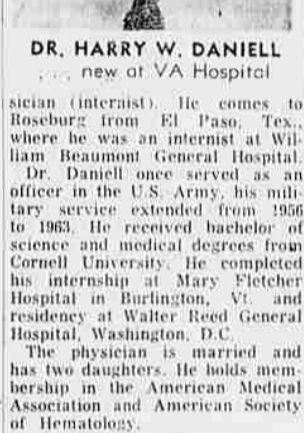 DR. HARRY W. DANIELL
. . . new at VA Hospital
sician (internist). He comes to
Roseburg from El Paso, Tex.,
where he was an internist at Wil-
liam Beaumont General Hospital.
Dr. Daniell once served as an
officer in the U.S. Army, his mili-
tary service extended from 1956
to 1963. He received bachelor of
science and medical degrees from
Cornell University. He completed
his internship at Mary Fletcher
Hospital in Burlington, Vt. and
residency at Walter Reed General
Hospital, Washington, D.C.
The physician is married and
has two daughters. He holds mem-
bership in the American Medical
Association and American Society
of Hematology.